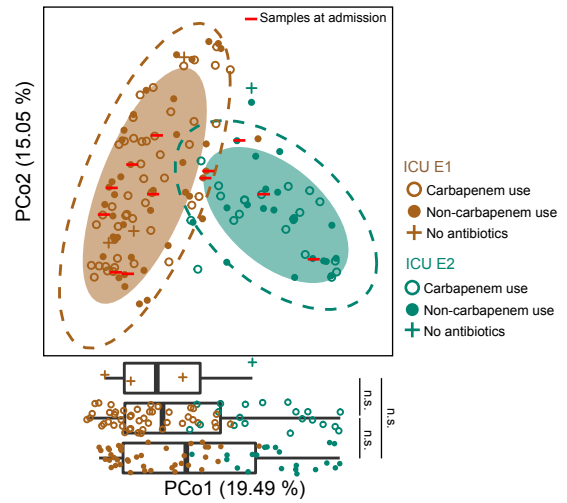 Samples at admission
PCo2 (15.05 %)
ICU E1
Carbapenem use
Non-carbapenem use
No antibiotics
ICU E2
Carbapenem use
Non-carbapenem use
No antibiotics
n.s.
n.s.
n.s.
PCo1 (19.49 %)